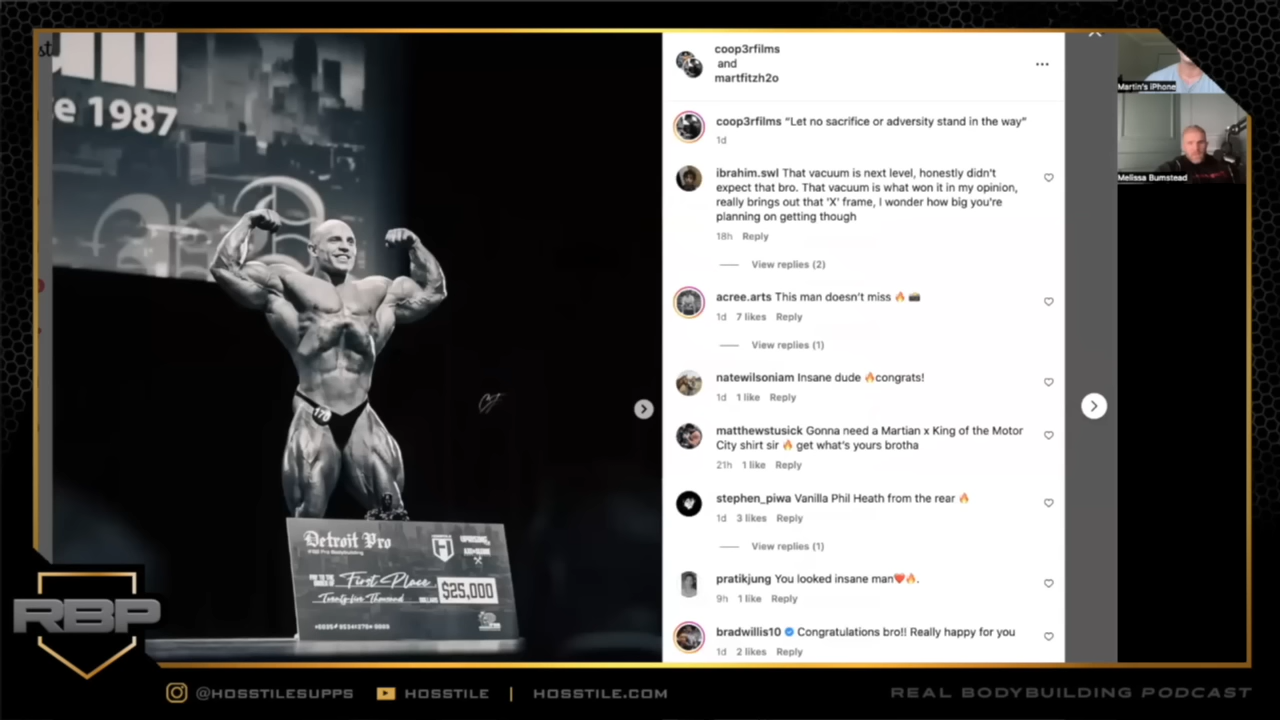 st
e 1987
176
Detroit Pro
First Place
$25,000
Twenty-five Thousand
DOLLARS
coop3rfilms
and
martfitzh2o
coop3rfilms “Let no sacrifice or adversity stand in the way”
1d
ibrahim.swl That vacuum is next level, honestly didn't
expect that bro. That vacuum is what won it in my opinion,
really brings out that 'X' frame, I wonder how big you're
planning on getting though
18h Reply
View replies (2)
acree.arts This man doesn't miss 🔥 📸
1d 7 likes Reply
View replies (1)
natewilsoniam Insane dude 🔥congrats!
1d 1 like Reply
matthewstusick Gonna need a Martian x King of the Motor
City shirt sir 🔥 get what's yours brotha
21h 1 like Reply
stephen_piwa Vanilla Phil Heath from the rear 🔥
1d 3 likes Reply
View replies (1)
pratikjung You looked insane man❤️🔥.
9h 1 like Reply
bradwillis10 Congratulations bro!! Really happy for you
1d 2 likes Reply
Martin's iPhone
Melissa Bumstead
RBP
@HOSSTILESUPPS
HOSSTILE
|
HOSSTILE.COM
REAL BODYBUILDING PODCAST